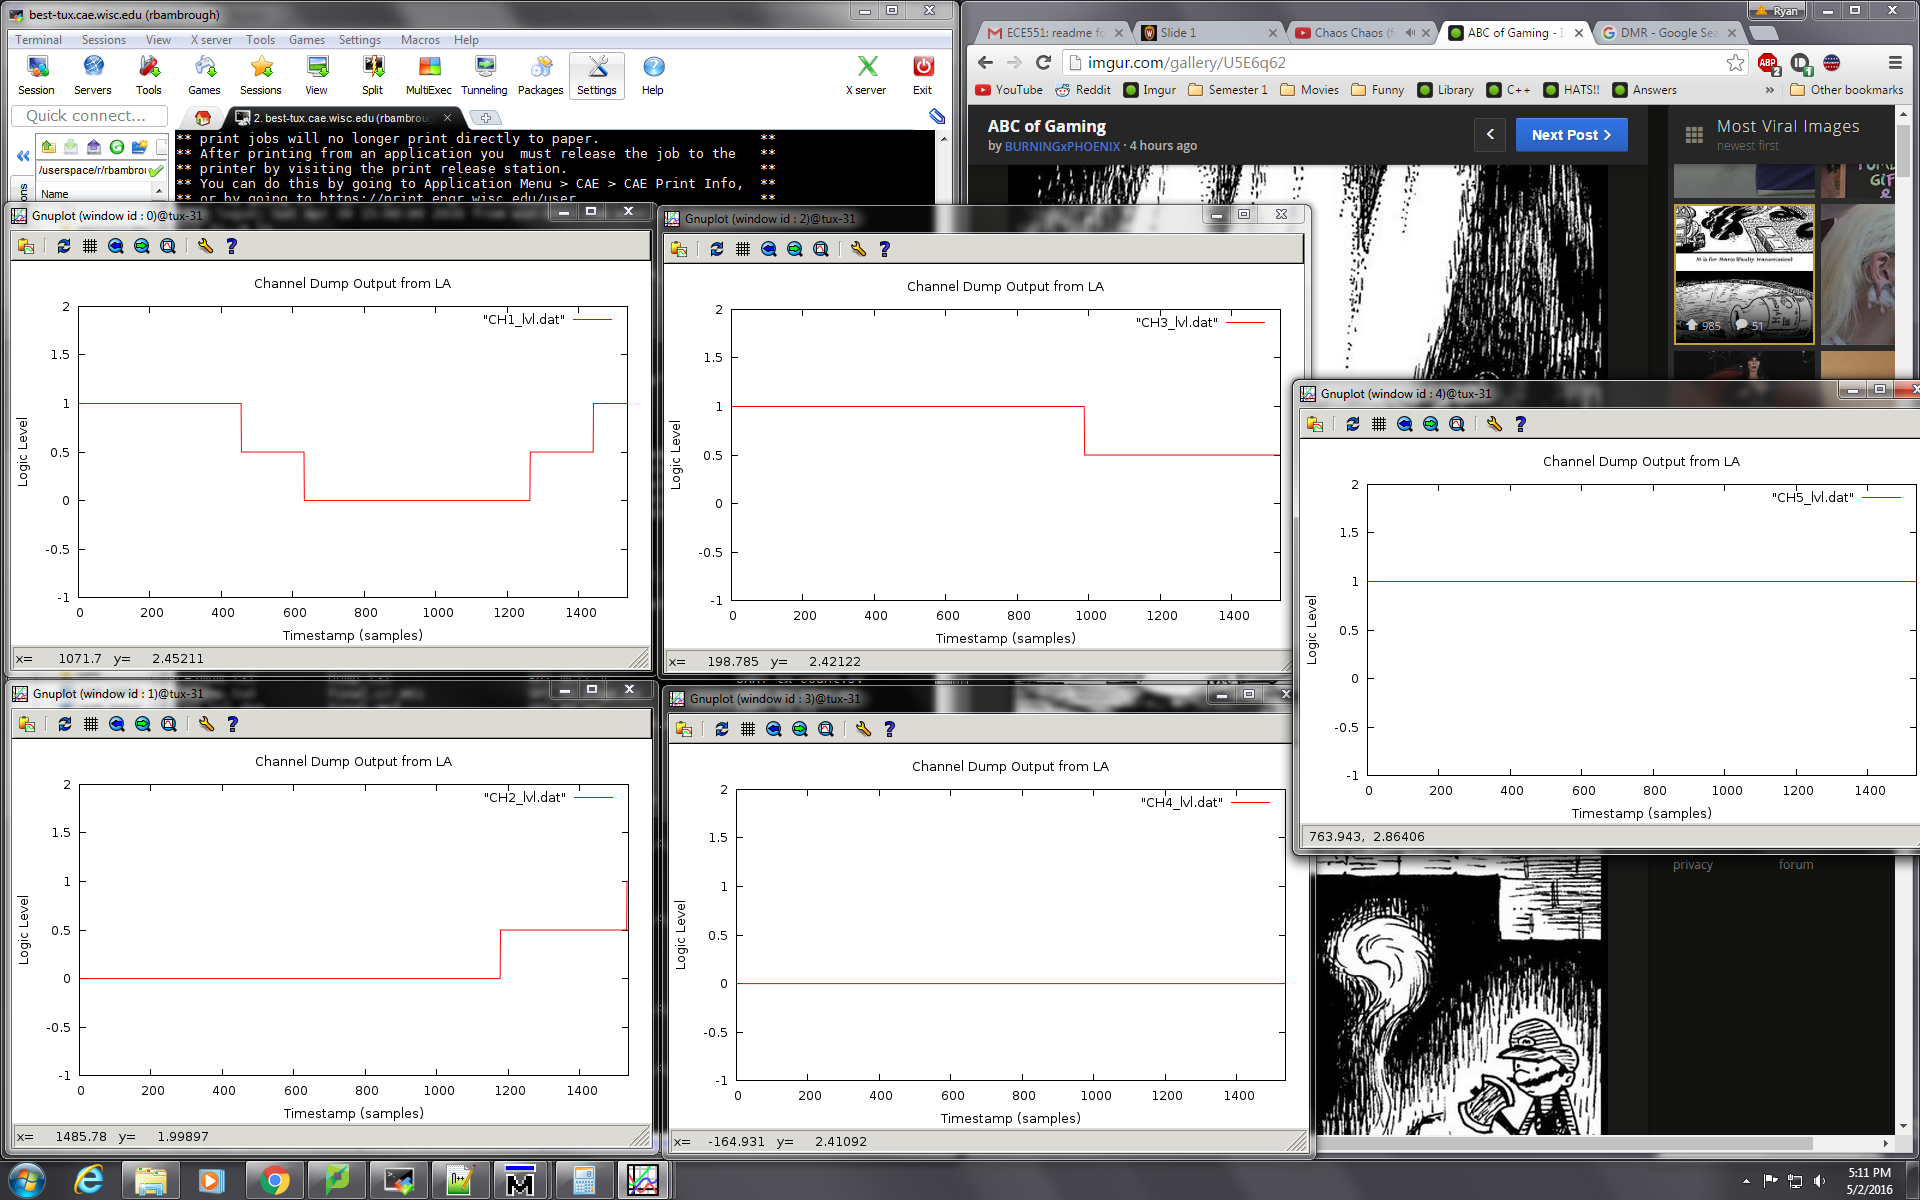 best-tux.cae.wisc.edu (rbambrough)
Terminal Sessions View X server Tools Games Settings Macros Help
Session Servers Tools Games Sessions View Split MultiExec Tunneling Packages Settings Help X server Exit
Quick connect...
2. best-tux.cae.wisc.edu (rbambroug
/userspace/r/rbambrou
Name
** print jobs will no longer print directly to paper. **
** After printing from an application you must release the job to the **
** printer by visiting the print release station. **
** You can do this by going to Application Menu > CAE > CAE Print Info, **
** or by going to https://print.engr.wisc.edu/user **
Ryan
ECE551: readme fo
Slide 1
Chaos Chaos (f
ABC of Gaming - I
DMR - Google Sea
imgur.com/gallery/U5E6q62
YouTube Reddit Imgur Semester 1 Movies Funny Library C++ HATS!! Answers » Other bookmarks
ABC of Gaming
by BURNINGxPHOENIX · 4 hours ago
Next Post
Most Viral Images
newest first
M is for Mario (faulty transmission)
985 51
privacy forum
Gnuplot (window id : 0)@tux-31
Channel Dump Output from LA
"CH1_lvl.dat"
2
1.5
1
0.5
0
-0.5
-1
Logic Level
0 200 400 600 800 1000 1200 1400
Timestamp (samples)
x= 1071.7 y= 2.45211
Gnuplot (window id : 2)@tux-31
Channel Dump Output from LA
"CH3_lvl.dat"
2
1.5
1
0.5
0
-0.5
-1
Logic Level
0 200 400 600 800 1000 1200 1400
Timestamp (samples)
x= 198.785 y= 2.42122
Gnuplot (window id : 4)@tux-31
Channel Dump Output from LA
"CH5_lvl.dat"
2
1.5
1
0.5
0
-0.5
-1
Logic Level
0 200 400 600 800 1000 1200 1400
Timestamp (samples)
763.943, 2.86406
Gnuplot (window id : 1)@tux-31
Channel Dump Output from LA
"CH2_lvl.dat"
2
1.5
1
0.5
0
-0.5
-1
Logic Level
0 200 400 600 800 1000 1200 1400
Timestamp (samples)
x= 1485.78 y= 1.99897
Gnuplot (window id : 3)@tux-31
Channel Dump Output from LA
"CH4_lvl.dat"
2
1.5
1
0.5
0
-0.5
-1
Logic Level
0 200 400 600 800 1000 1200 1400
Timestamp (samples)
x= -164.931 y= 2.41092
5:11 PM
5/2/2016